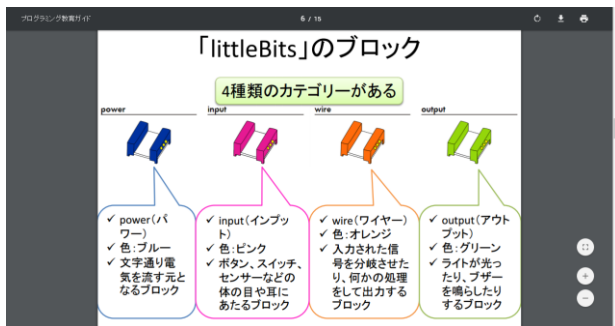 プログラミング教育ガイド
6 / 15
「littleBits」のブロック
4種類のカテゴリーがある
power
input
wire
output
✓ power(パ
ワー)
✓ 色:ブルー
✓ 文字通り電
気を流す元と
なるブロック
✓ input(インプッ
ト)
✓ 色:ピンク
✓ ボタン、スイッチ、
センサーなどの
体の目や耳に
あたるブロック
✓ wire(ワイヤー)
✓ 色:オレンジ
✓ 入力された信
号を分岐させた
り、何かの処理
をして出力する
ブロック
✓ output(アウト
プット)
✓ 色:グリーン
✓ ライトが光っ
たり、ブザー
を鳴らしたり
するブロック